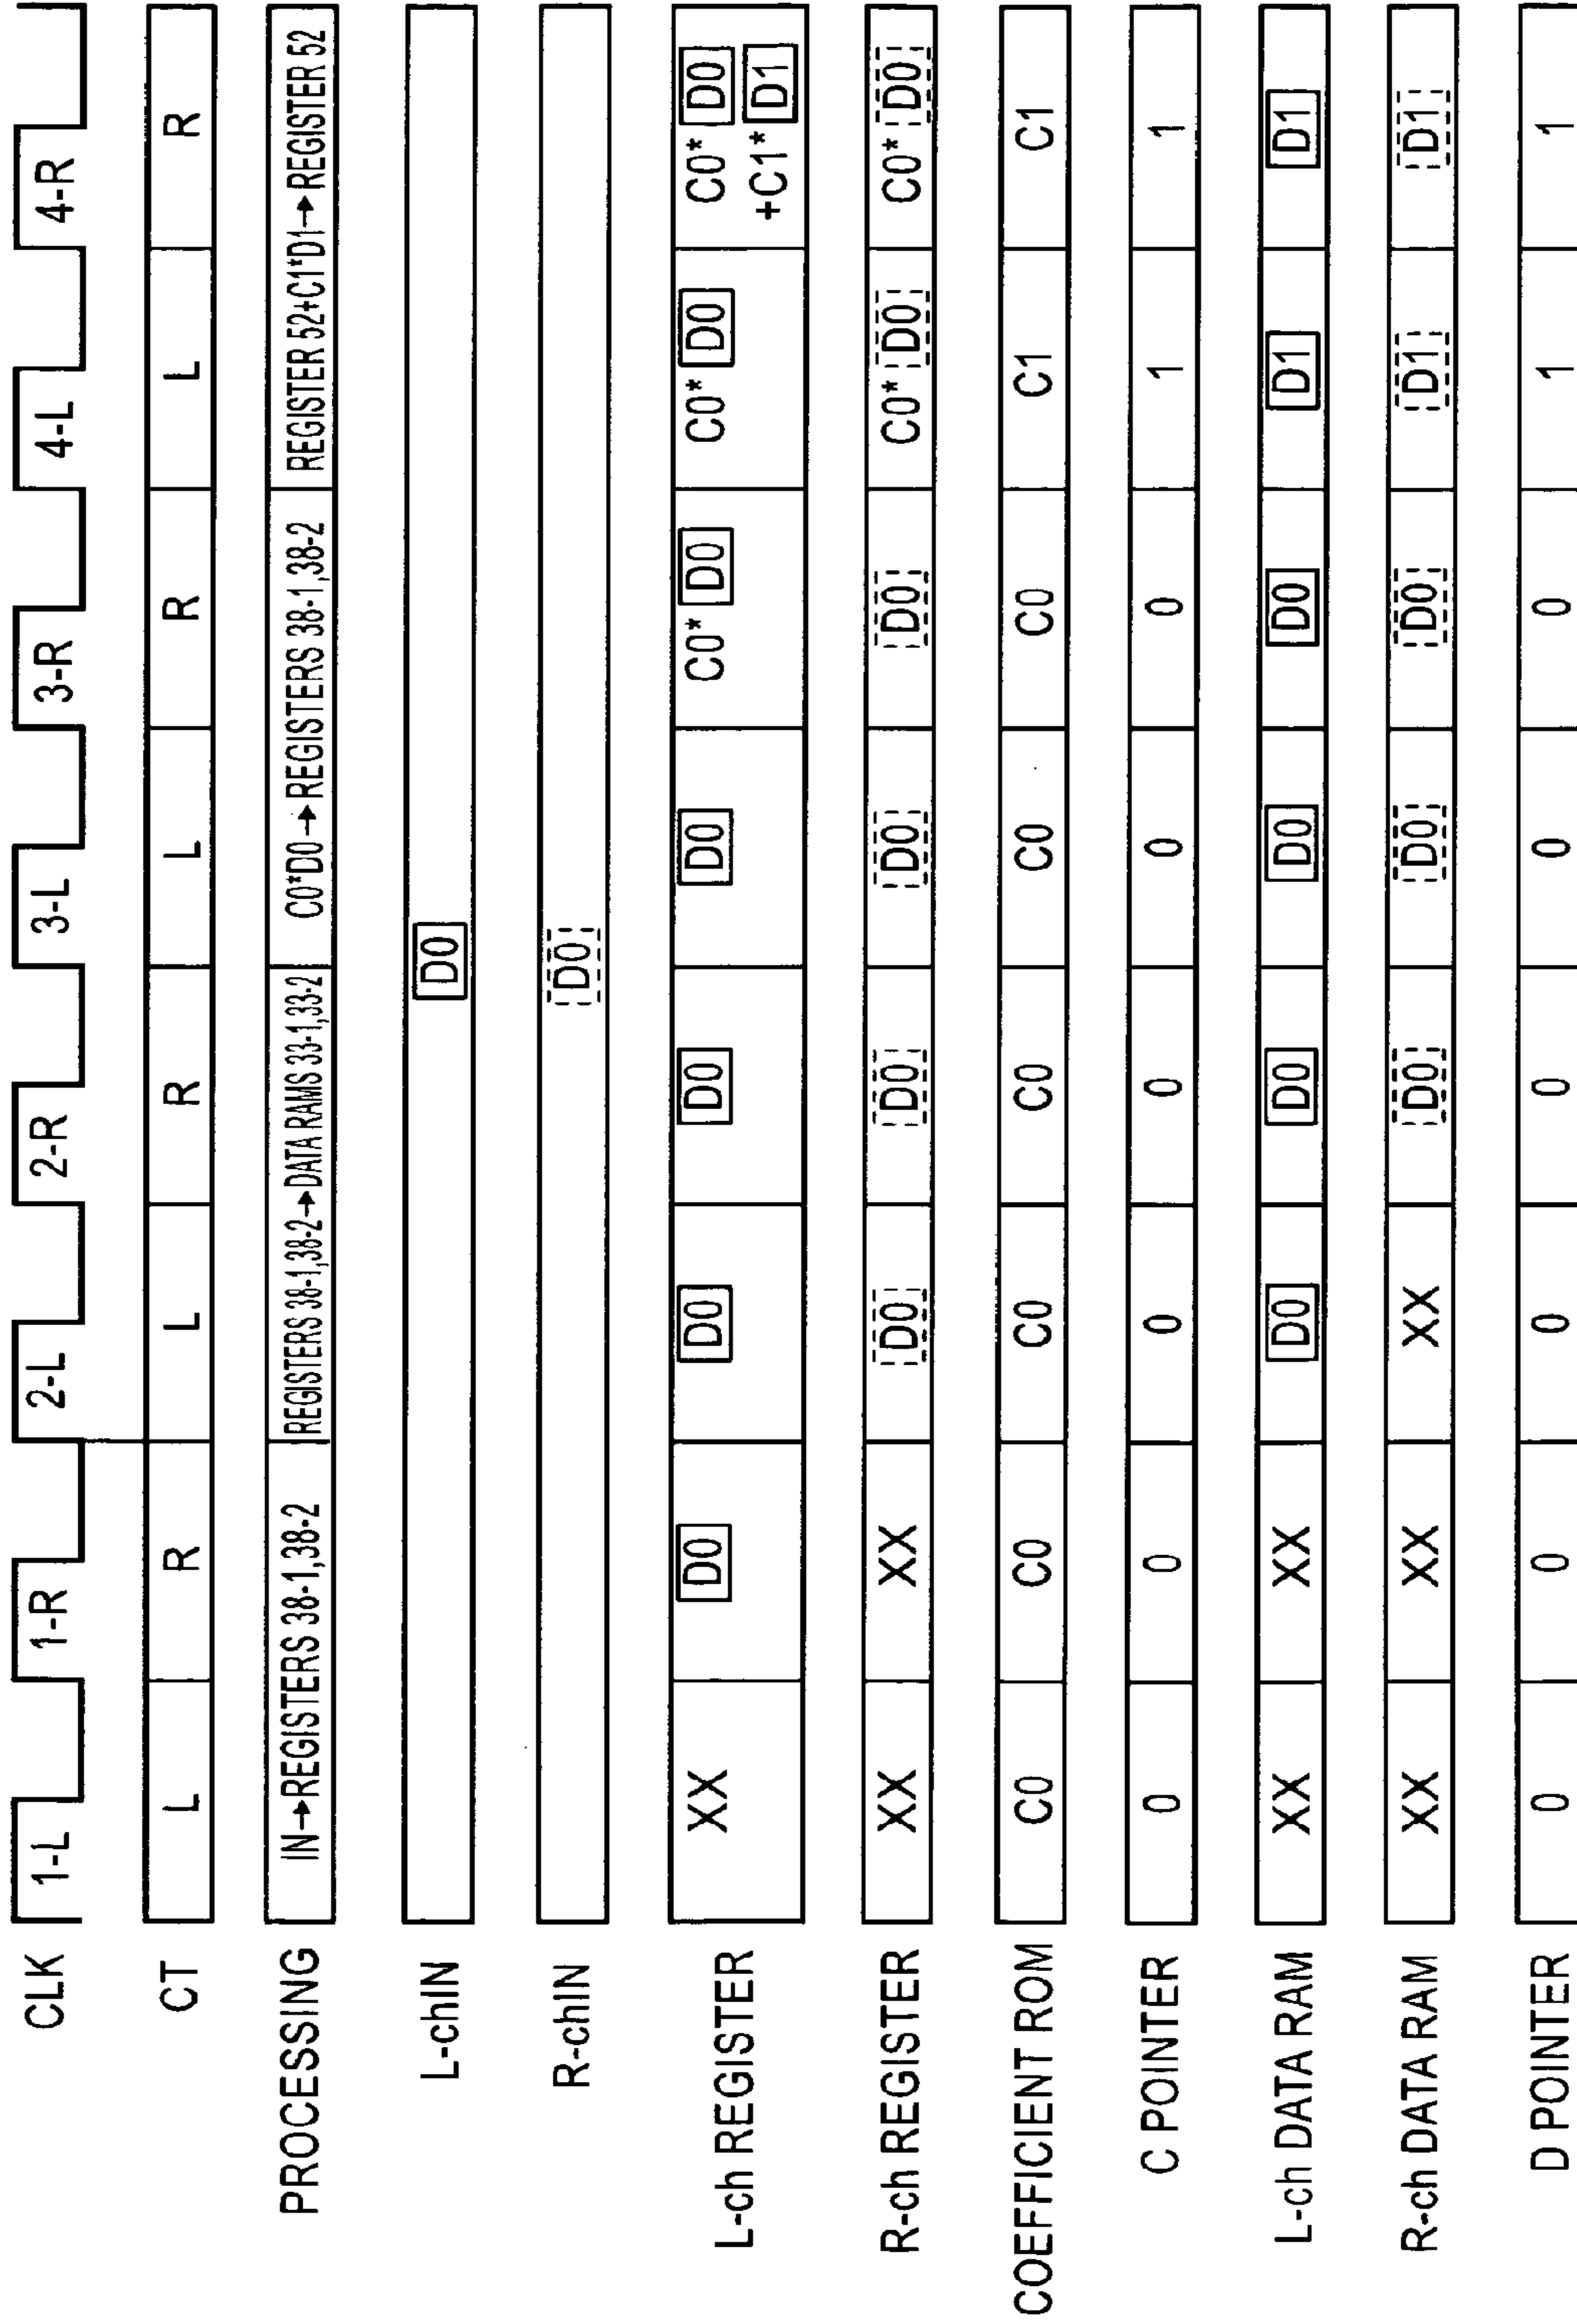 CLK 1-L 1-R 2-L 2-R 3-L 3-R 4-L 4-R
CT L R L R L R L R
PROCESSING IN→REGISTERS 38-1,38-2 REGISTERS 38-1,38-2→DATA RAMS 33-1,33-2 C0*D0→REGISTERS 38-1,38-2 REGISTER 52+C1*D1→REGISTER 52
L-chIN D0
R-chIN D0
L-ch REGISTER XX D0 D0 D0 D0 C0* D0 C0* D0 C0* D0
+C1* D1
R-ch REGISTER XX XX D0 D0 D0 D0 C0* D0 C0* D0
COEFFICIENT ROM C0 C0 C0 C0 C0 C0 C1 C1
C POINTER 0 0 0 0 0 0 1 1
L-ch DATA RAM XX XX D0 D0 D0 D0 D1 D1
R-ch DATA RAM XX XX XX D0 D0 D0 D1 D1
D POINTER 0 0 0 0 0 0 1 1